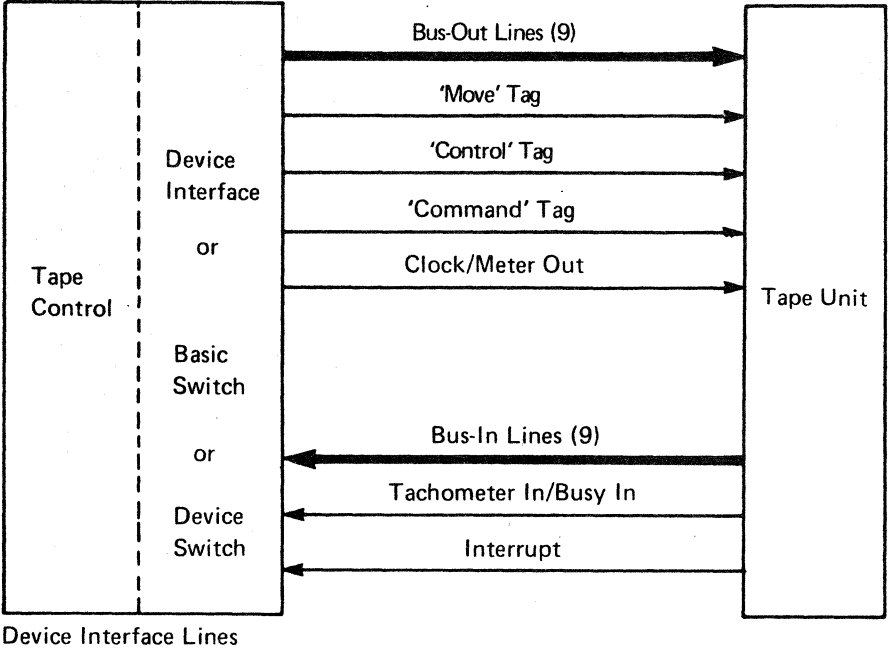 Bus-Out Lines (9)
'Move' Tag
'Control' Tag
'Command' Tag
Clock/Meter Out
Tape
Control
Device
Interface
or
Basic
Switch
or
Device
Switch
Tape Unit
Bus-In Lines (9)
Tachometer In/Busy In
Interrupt
Device Interface Lines